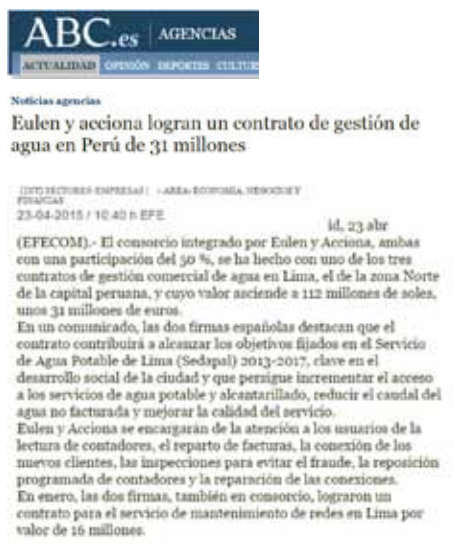 ABC.es AGENCIAS
ACTUALIDAD OPINIÓN DEPORTES CULTUR
Noticias agencias
Eulen y acciona logran un contrato de gestión de
agua en Perú de 31 millones
(INT) SECTORES-EMPRESAS | - AREA: ECONOMIA, NEGOCIOS Y
FINANZAS
23-04-2015 / 10:40 h EFE
id, 23 abr
(EFECOM).- El consorcio integrado por Eulen y Acciona, ambas
con una participación del 50 %, se ha hecho con uno de los tres
contratos de gestión comercial de agua en Lima, el de la zona Norte
de la capital peruana, y cuyo valor asciende a 112 millones de soles,
unos 31 millones de euros.
En un comunicado, las dos firmas españolas destacan que el
contrato contribuirá a alcanzar los objetivos fijados en el Servicio
de Agua Potable de Lima (Sedapal) 2013-2017, clave en el
desarrollo social de la ciudad y que persigue incrementar el acceso
a los servicios de agua potable y alcantarillado, reducir el caudal del
agua no facturada y mejorar la calidad del servicio.
Eulen y Acciona se encargarán de la atención a los usuarios de la
lectura de contadores, el reparto de facturas, la conexión de los
nuevos clientes, las inspecciones para evitar el fraude, la reposición
programada de contadores y la reparación de las conexiones.
En enero, las dos firmas, también en consorcio, lograron un
contrato para el servicio de mantenimiento de redes en Lima por
valor de 16 millones.